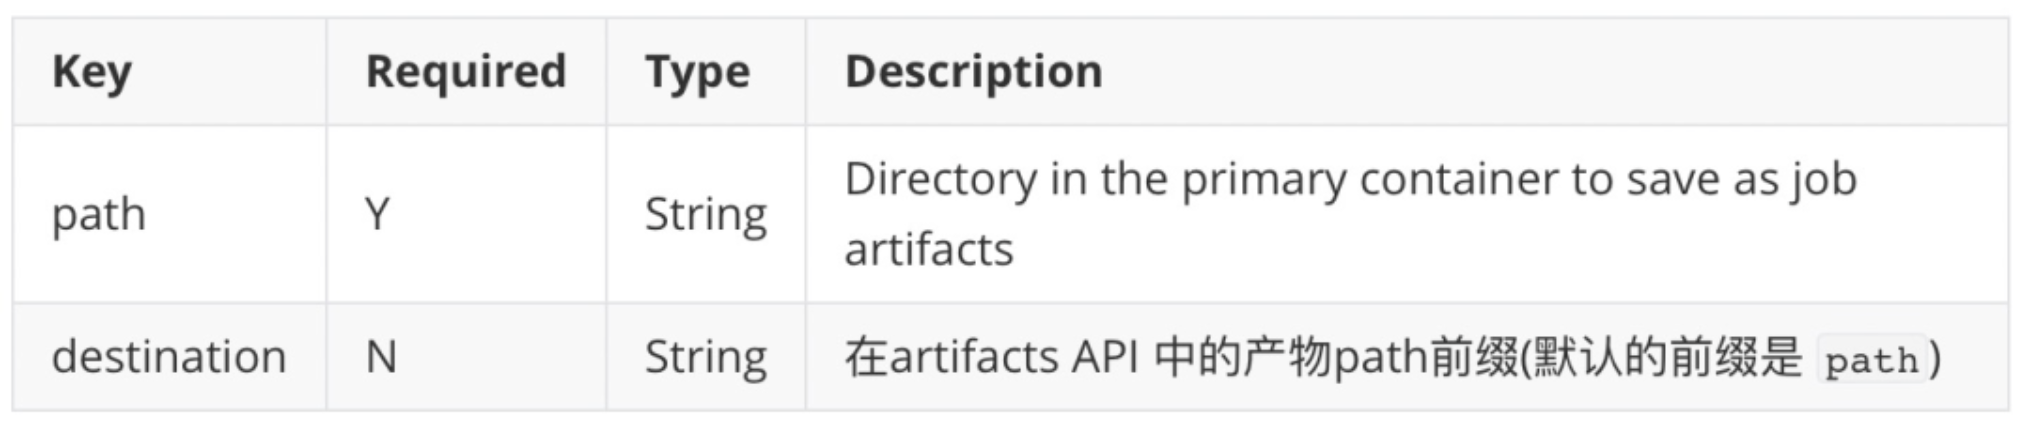 Key Required Type Description
path Y String Directory in the primary container to save as job
artifacts
destination N String 在artifacts API 中的产物path前缀(默认的前缀是 path)